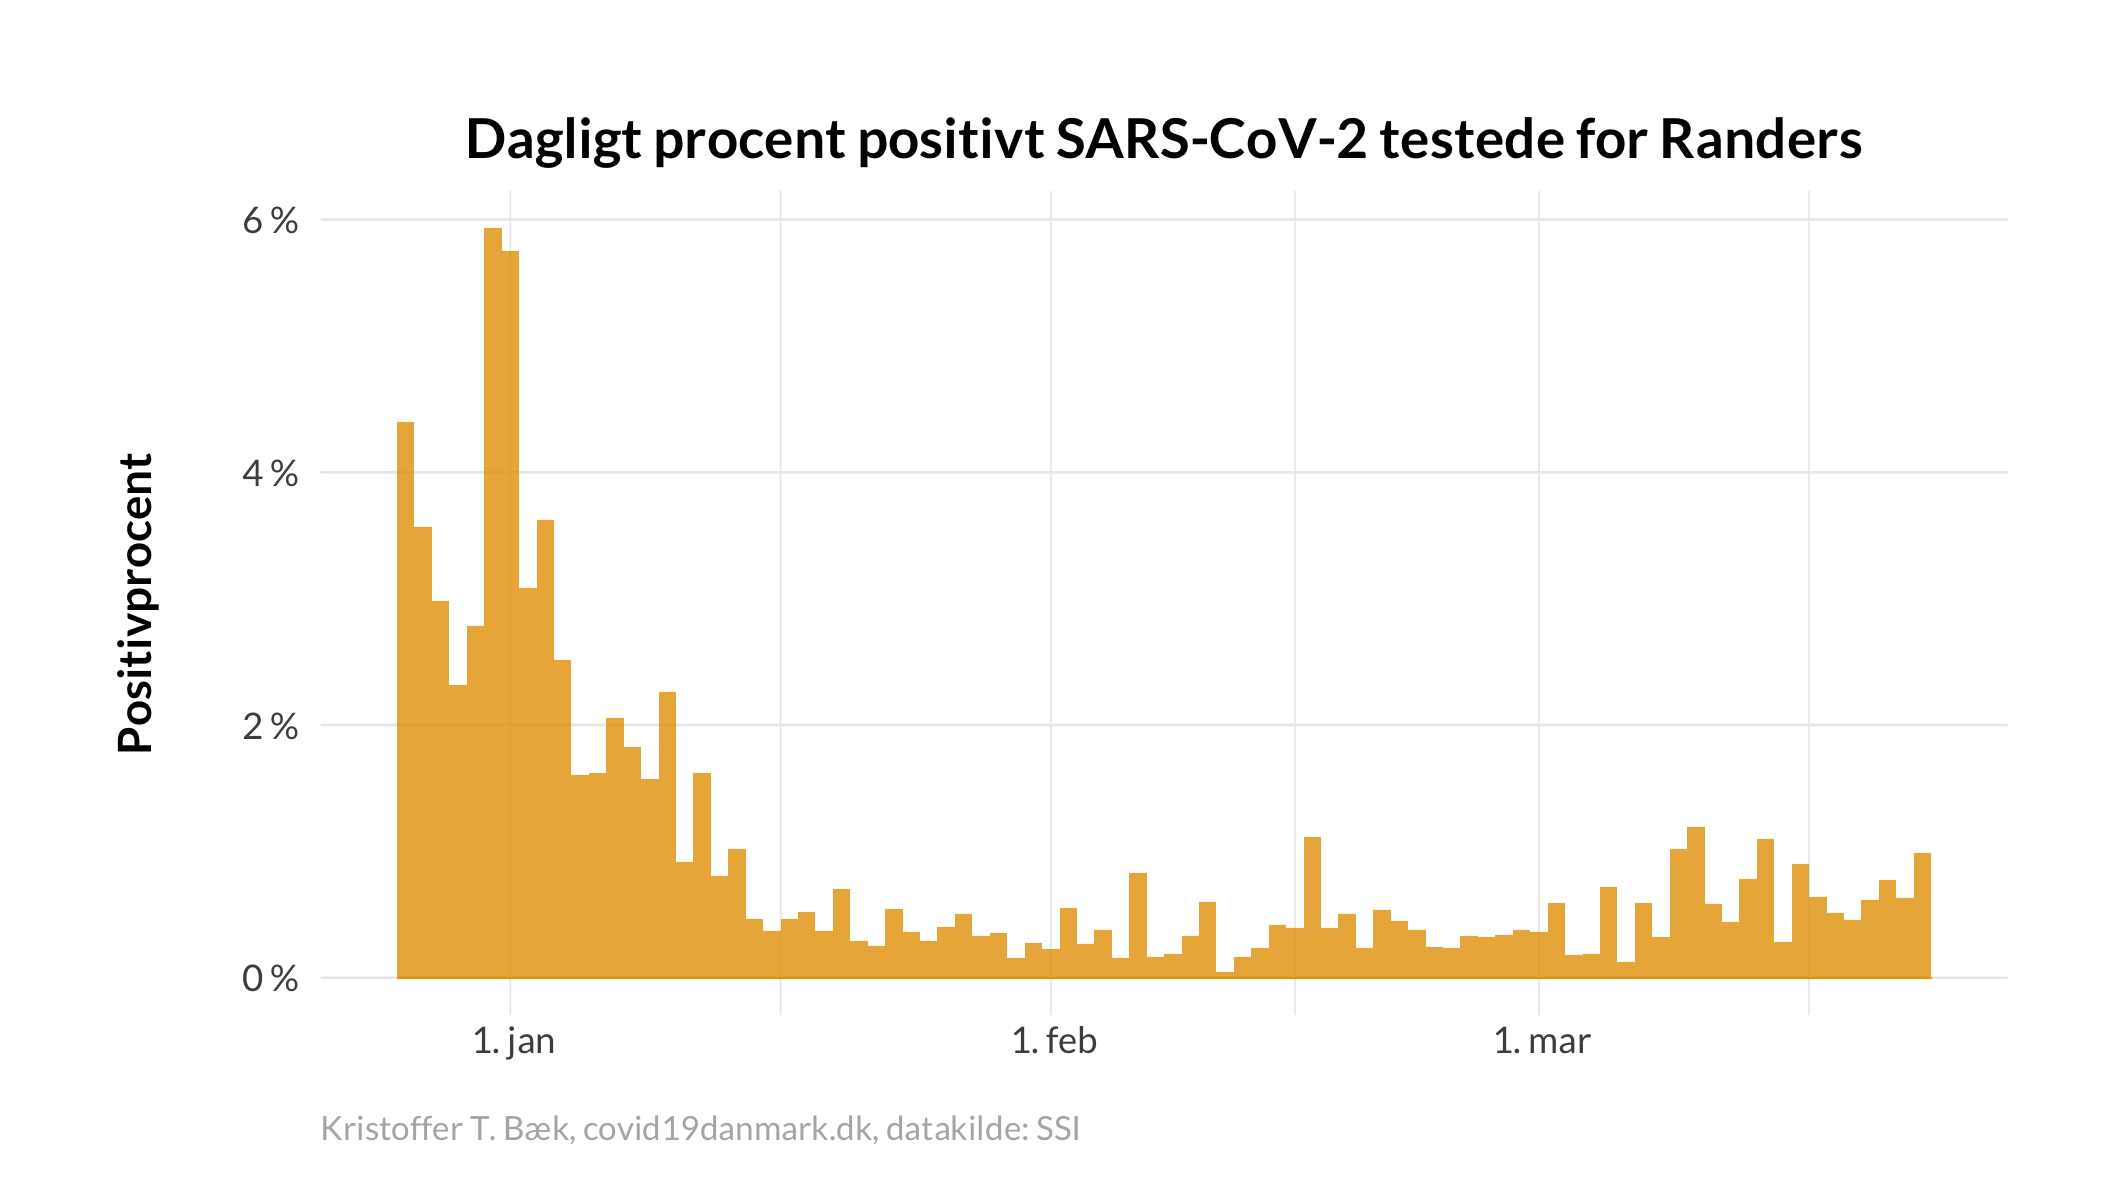 Dagligt procent positivt SARS-CoV-2 testede for Randers
Positivprocent
6 %
4 %
2 %
0 %
1. jan
1. feb
1. mar
Kristoffer T. Bæk, covid19danmark.dk, datakilde: SSI